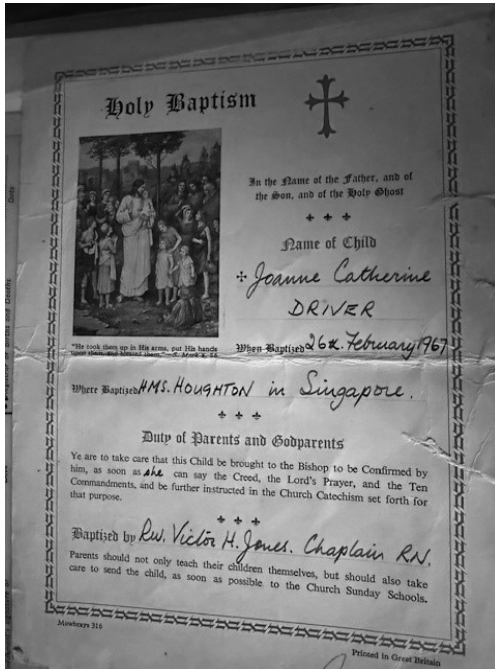 Holy Baptism
In the Name of the Father, and of
the Son, and of the Holy Ghost
Name of Child
Joanne Catherine
DRIVER
"He took them up in His arms, put His hands
upon them, and blessed them."—S. Mark x. 16
When Baptized 26th. February 1967
Where Baptized HMS. HOUGHTON in Singapore.
Duty of Parents and Godparents
Ye are to take care that this Child be brought to the Bishop to be Confirmed by
him, as soon as she can say the Creed, the Lord's Prayer, and the Ten
Commandments, and be further instructed in the Church Catechism set forth for
that purpose.
Baptized by Rev. Victor H. Jones. Chaplain RN.
Parents should not only teach their children themselves, but should also take
care to send the child, as soon as possible to the Church Sunday Schools.
Mowbrays 316
Printed in Great Britain